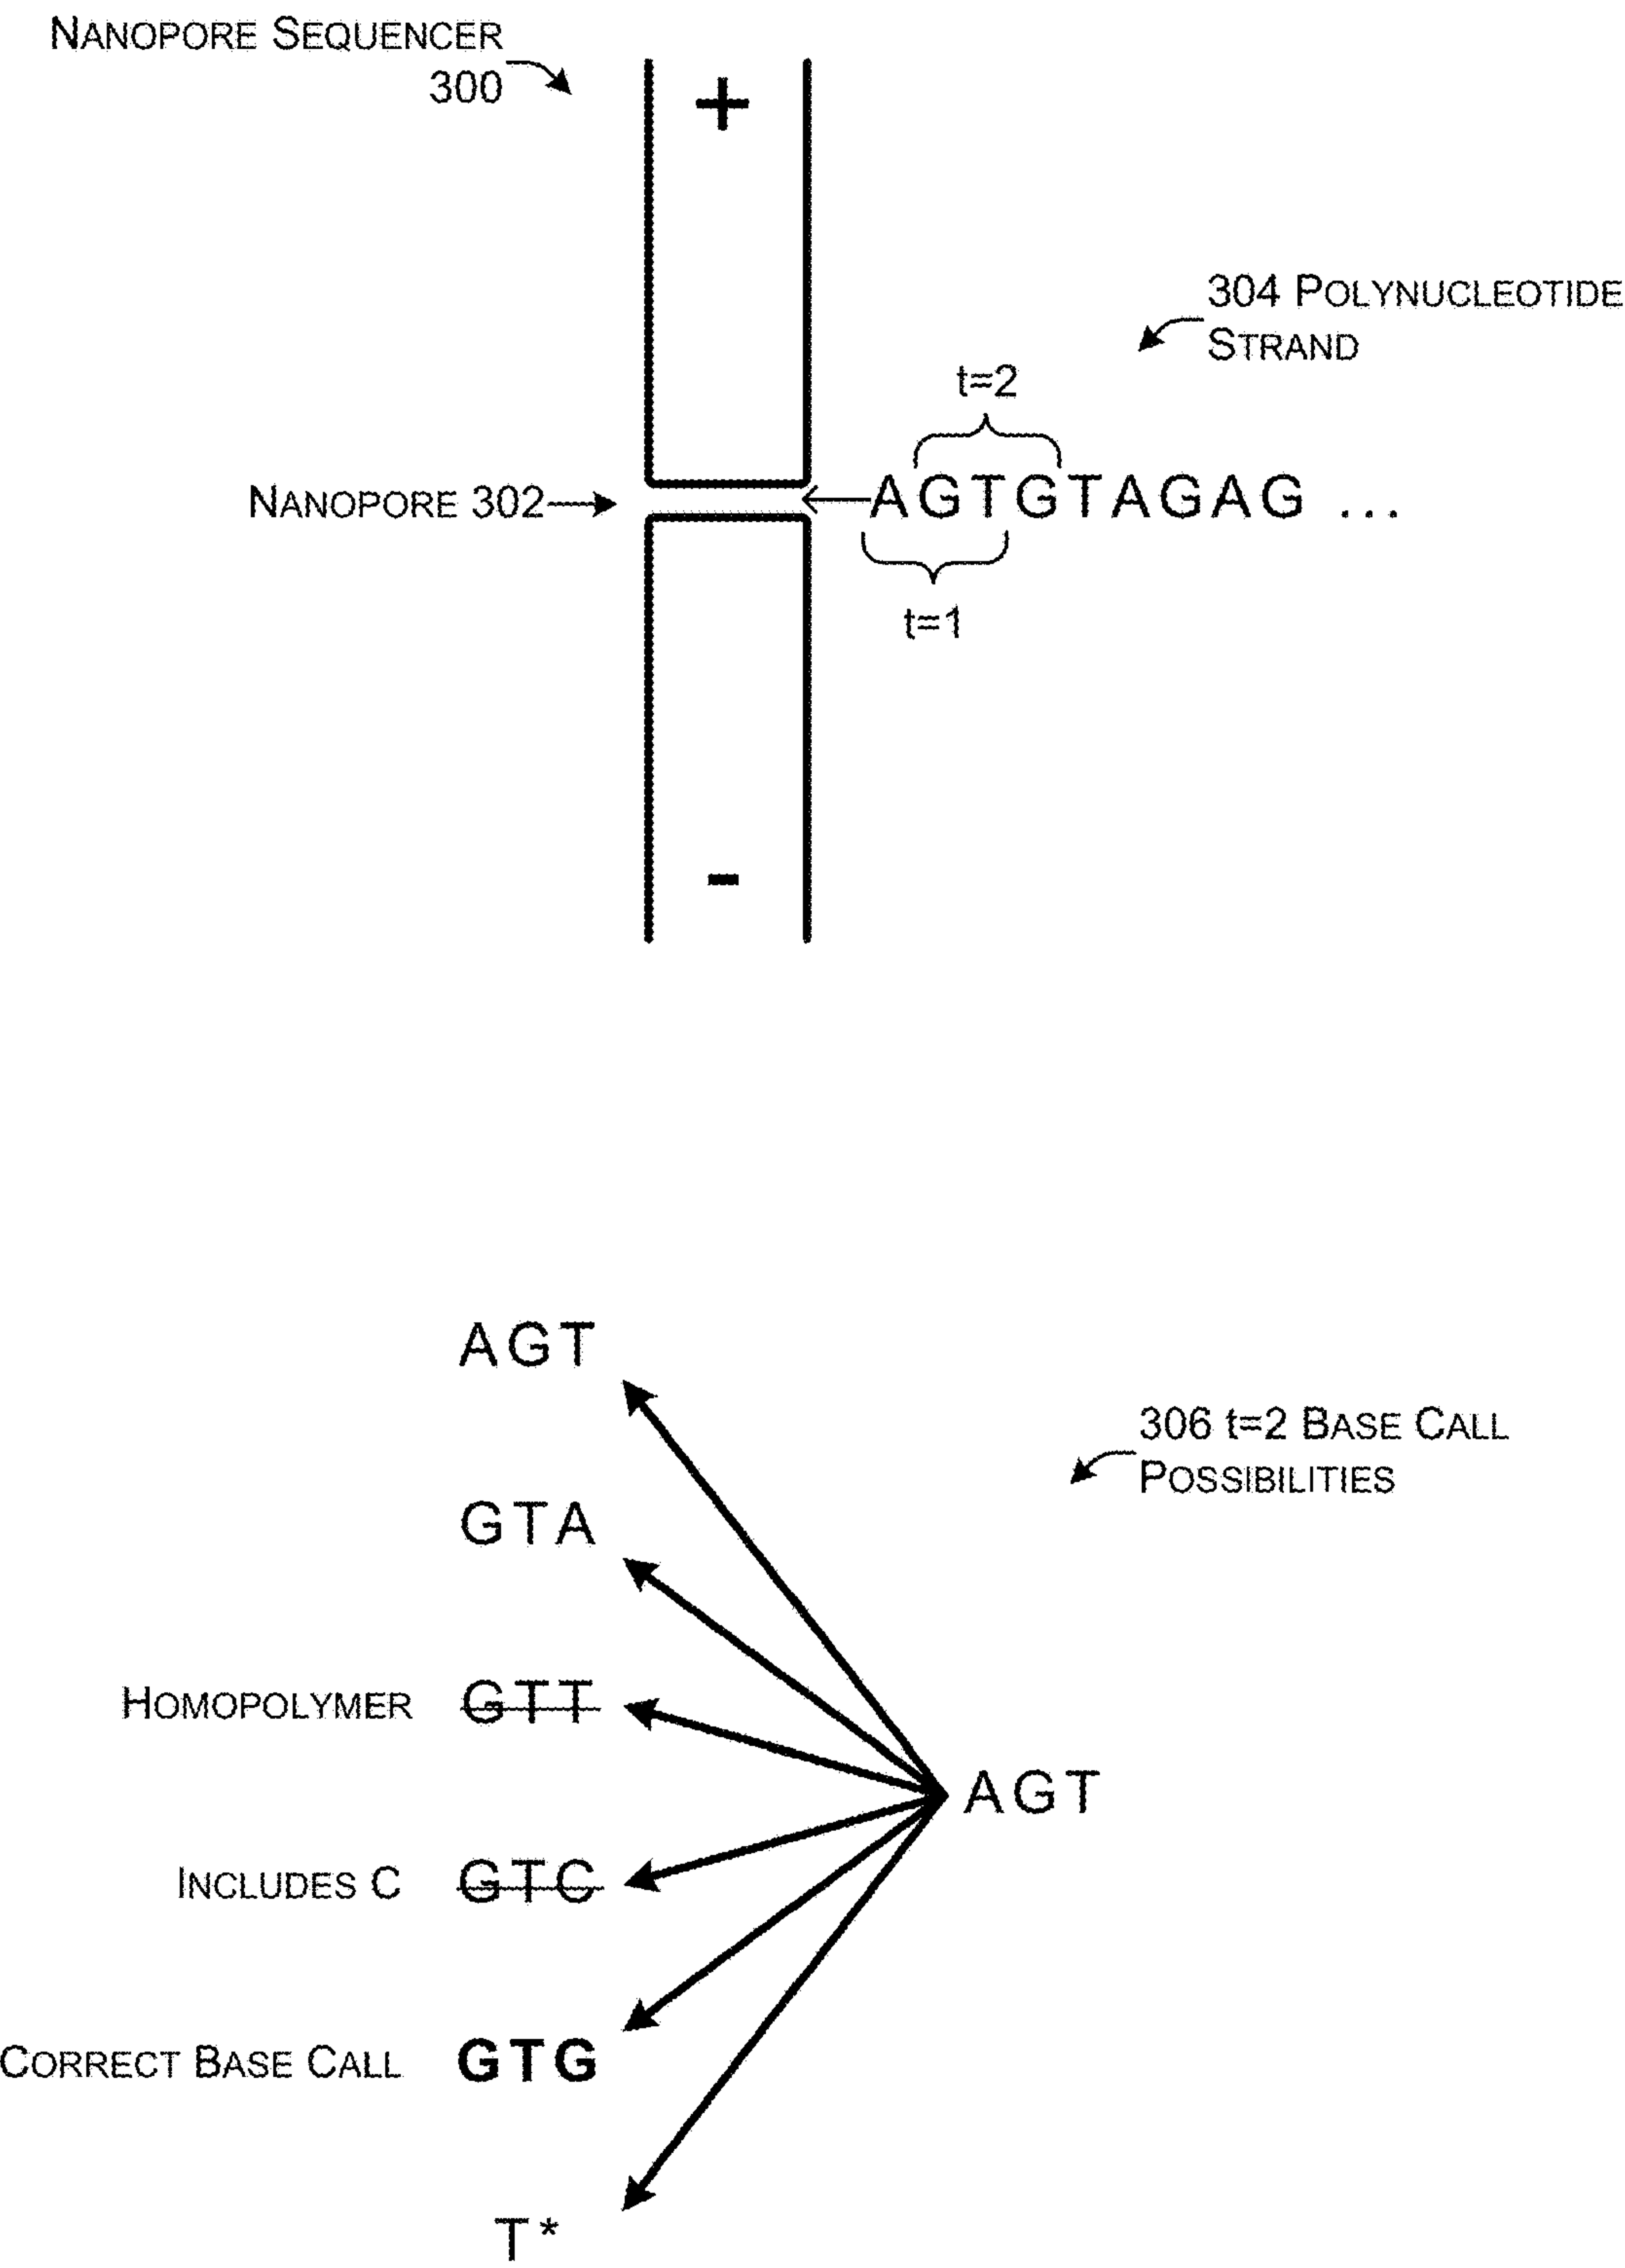 NANOPORE SEQUENCER
300
+
304 POLYNUCLEOTIDE
STRAND
t=2
NANOPORE 302
AGTGTAGAG ...
t=1
-
AGT
306 t=2 BASE CALL
POSSIBILITIES
GTA
HOMOPOLYMER GTT
AGT
INCLUDES C GTC
CORRECT BASE CALL GTG
T*